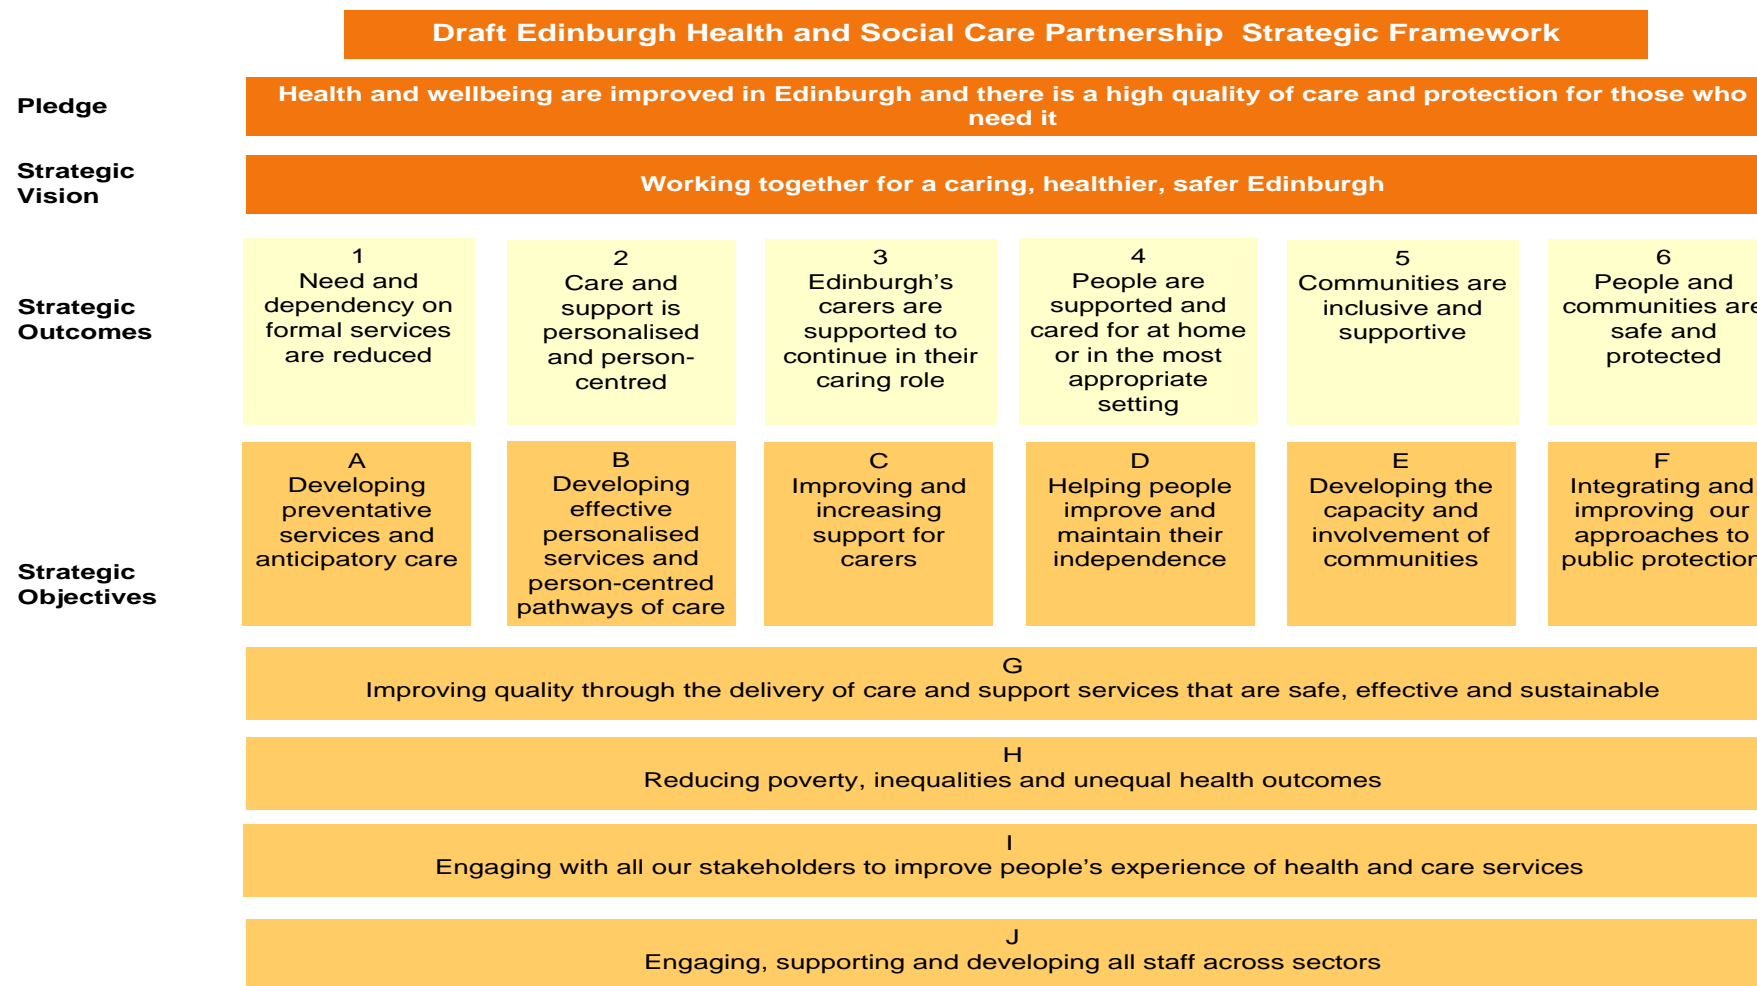 Draft Edinburgh Health and Social Care Partnership  Strategic Framework
Pledge
Health and wellbeing are improved in Edinburgh and there is a high quality of care and protection for those who
need it
Strategic
Vision
Working together for a caring, healthier, safer Edinburgh
Strategic
Outcomes
1
Need and
dependency on
formal services
are reduced
2
Care and
support is
personalised
and person-
centred
3
Edinburgh’s
carers are
supported to
continue in their
caring role
4
People are
supported and
cared for at home
or in the most
appropriate
setting
5
Communities are
inclusive and
supportive
6
People and
communities are
safe and
protected
Strategic
Objectives
A
Developing
preventative
services and
anticipatory care
B
Developing
effective
personalised
services and
person-centred
pathways of care
C
Improving and
increasing
support for
carers
D
Helping people
improve and
maintain their
independence
E
Developing the
capacity and
involvement of
communities
F
Integrating and
improving  our
approaches to
public protection
G
Improving quality through the delivery of care and support services that are safe, effective and sustainable
H
Reducing poverty, inequalities and unequal health outcomes
I
Engaging with all our stakeholders to improve people’s experience of health and care services
J
Engaging, supporting and developing all staff across sectors